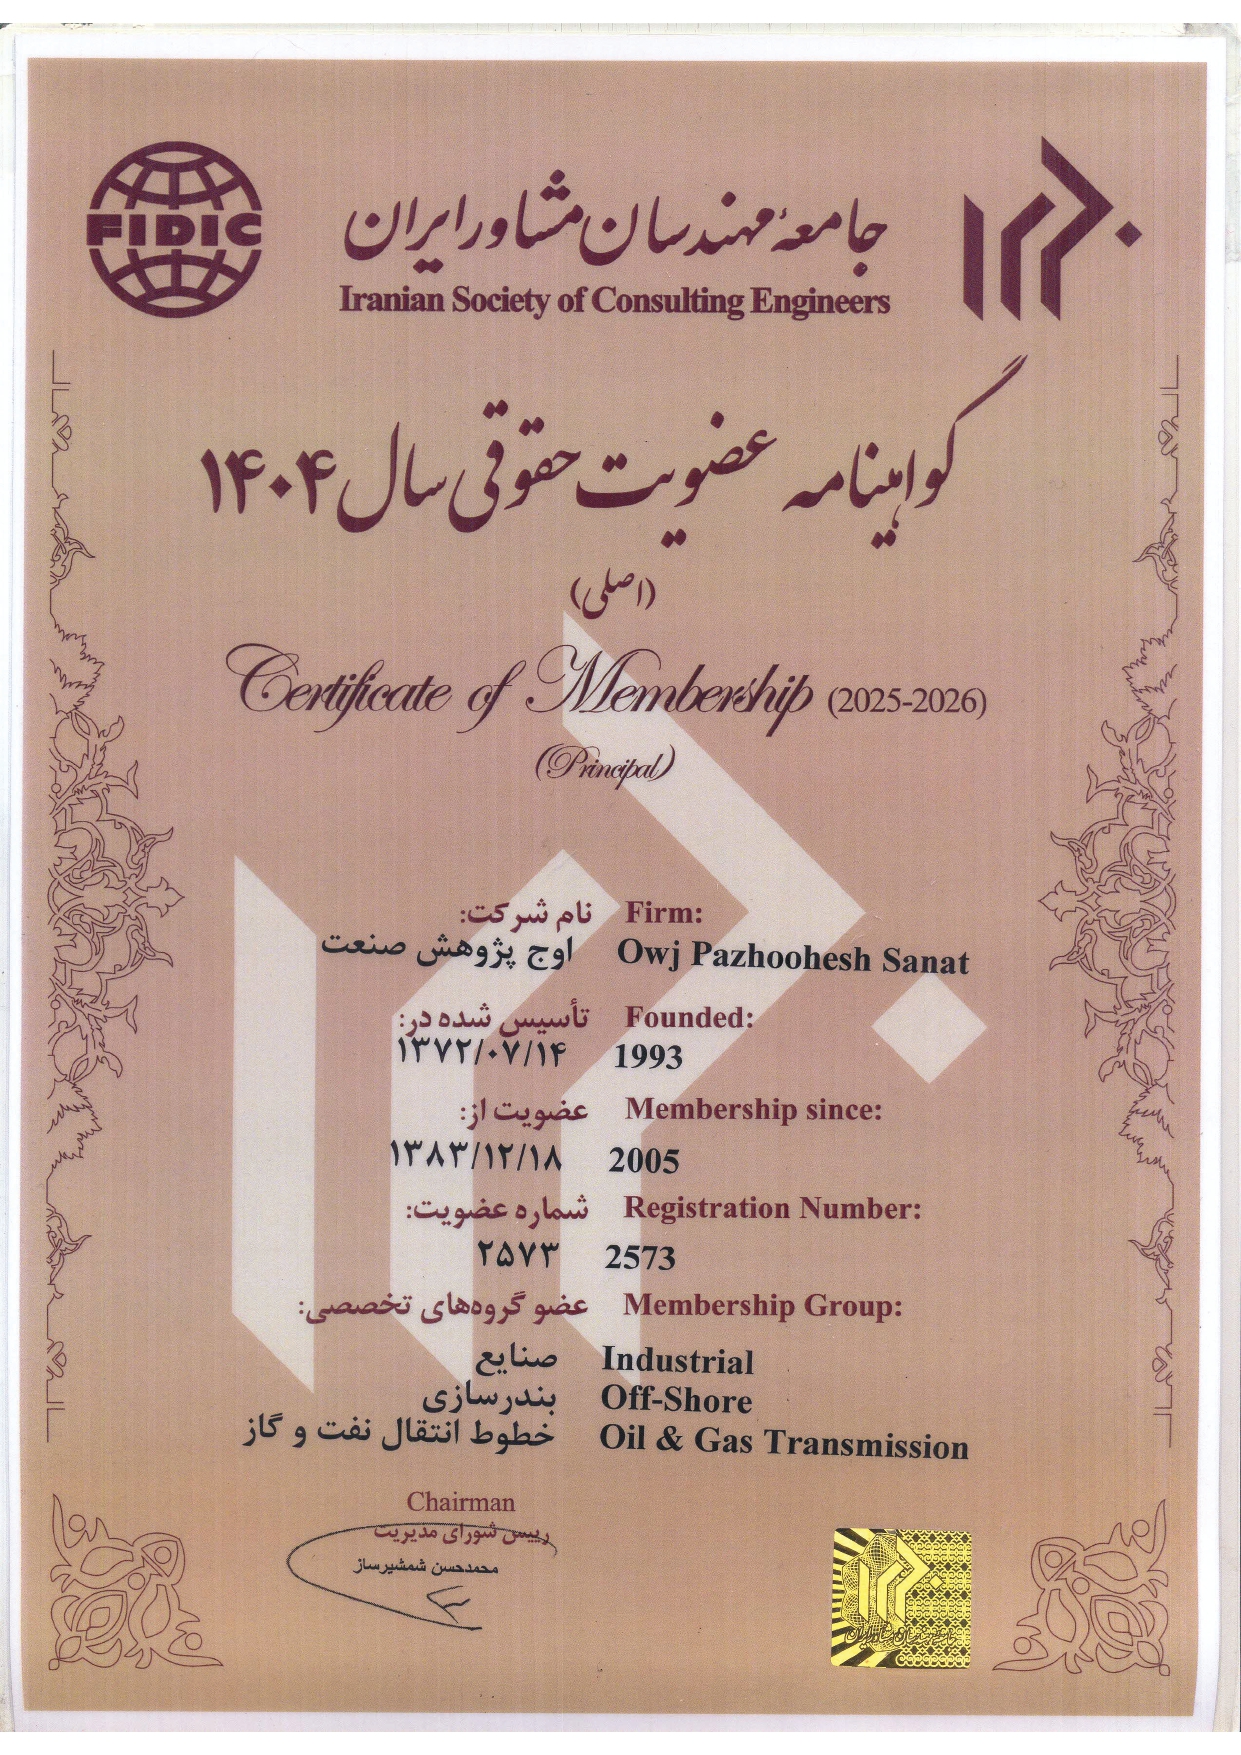 FIDIC
جامعهٔ مهندسان مشاور ایران
Iranian Society of Consulting Engineers
گواهینامه عضویت حقوقی سال ۱۴۰۴
(اصلی)
Certificate of Membership (2025-2026)
(Principal)
نام شرکت: Firm:
اوج پژوهش صنعت Owj Pazhoohesh Sanat
تأسیس شده در: Founded:
۱۳۷۲/۰۷/۱۴ 1993
عضویت از: Membership since:
۱۳۸۳/۱۲/۱۸ 2005
شماره عضویت: Registration Number:
۲۵۷۳ 2573
عضو گروه‌های تخصصی: Membership Group:
صنایع Industrial
بندرسازی Off-Shore
خطوط انتقال نفت و گاز Oil & Gas Transmission
Chairman
رییس شورای مدیریت
محمدحسن شمشیرساز
جامعه مهندسان مشاور ایران